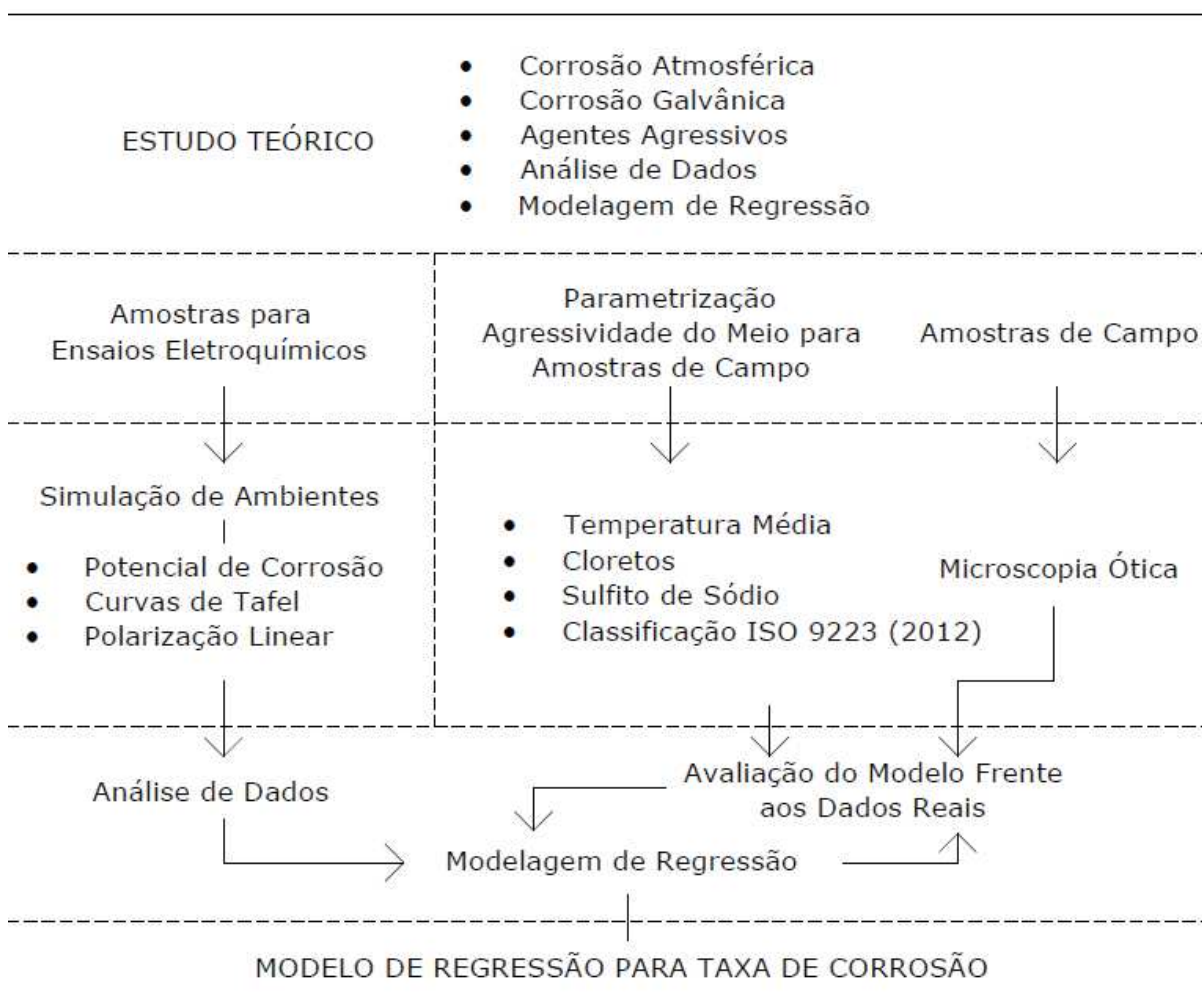 ESTUDO TEÓRICO
• Corrosão Atmosférica
• Corrosão Galvânica
• Agentes Agressivos
• Análise de Dados
• Modelagem de Regressão
Amostras para
Ensaios Eletroquímicos
Parametrização
Agressividade do Meio para
Amostras de Campo
Amostras de Campo
Simulação de Ambientes
• Potencial de Corrosão
• Curvas de Tafel
• Polarização Linear
• Temperatura Média
• Cloretos
• Sulfito de Sódio
• Classificação ISO 9223 (2012)
Microscopia Ótica
Análise de Dados
Avaliação do Modelo Frente
aos Dados Reais
Modelagem de Regressão
MODELO DE REGRESSÃO PARA TAXA DE CORROSÃO